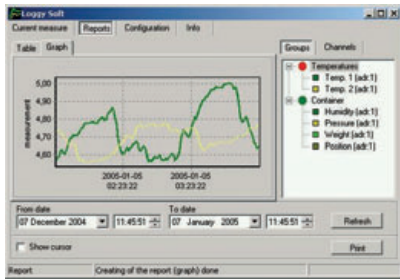 Loggy Soft
Current measure Reports Configuration Info
Table Graph
Groups Channels
5,00
4,90
4,80
4,70
4,60
measurement
2005-01-05 2005-01-05
02:23:22 03:23:22
Temperatures
Temp. 1 (adr:1)
Temp. 2 (adr:1)
Container
Humidity (adr:1)
Pressure (adr:1)
Weight (adr:1)
Position (adr:1)
From date To date
07 December 2004 11:45:51 07 January 2005 11:45:51 Refresh
Show cursor Print
Report Creating of the report (graph) done